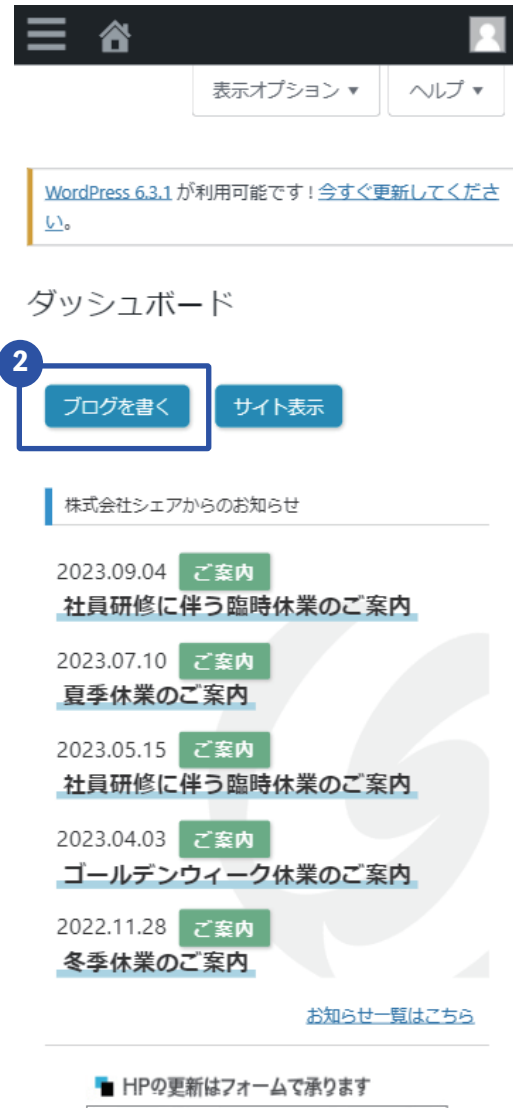 表示オプション ▼
ヘルプ ▼
WordPress 6.3.1 が利用可能です ! 今すぐ更新してくださ
い。
ダッシュボード
2
ブログを書く
サイト表示
株式会社シェアからのお知らせ
2023.09.04 ご案内
社員研修に伴う臨時休業のご案内
2023.07.10 ご案内
夏季休業のご案内
2023.05.15 ご案内
社員研修に伴う臨時休業のご案内
2023.04.03 ご案内
ゴールデンウィーク休業のご案内
2022.11.28 ご案内
冬季休業のご案内
お知らせ一覧はこちら
HPの更新はフォームで承ります